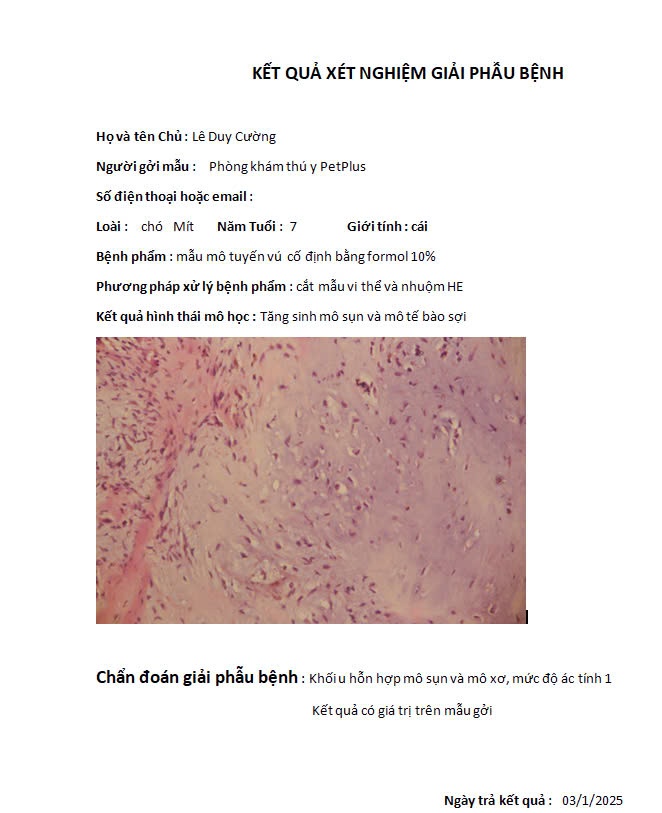 KẾT QUẢ XÉT NGHIỆM GIẢI PHẪU BỆNH
Họ và tên Chủ : Lê Duy Cường
Người gởi mẫu : Phòng khám thú y PetPlus
Số điện thoại hoặc email :
Loài : chó Mít Năm Tuổi : 7 Giới tính : cái
Bệnh phẩm : mẫu mô tuyến vú cố định bằng formol 10%
Phương pháp xử lý bệnh phẩm : cắt mẫu vi thể và nhuộm HE
Kết quả hình thái mô học : Tăng sinh mô sụn và mô tế bào sợi
Chẩn đoán giải phẫu bệnh : Khối u hỗn hợp mô sụn và mô xơ, mức độ ác tính 1
Kết quả có giá trị trên mẫu gởi
Ngày trả kết quả : 03/1/2025